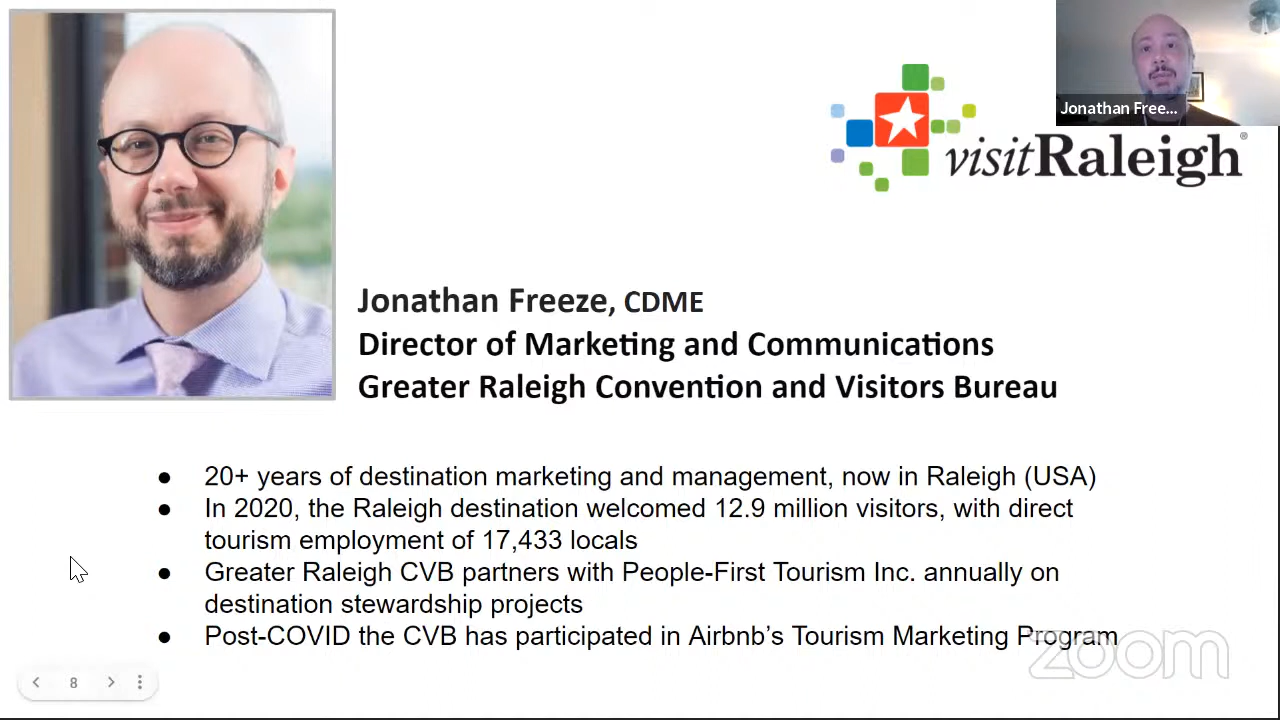 Jonathan Free...
visitRaleigh®
Jonathan Freeze, CDME
Director of Marketing and Communications
Greater Raleigh Convention and Visitors Bureau
● 20+ years of destination marketing and management, now in Raleigh (USA)
● In 2020, the Raleigh destination welcomed 12.9 million visitors, with direct
tourism employment of 17,433 locals
● Greater Raleigh CVB partners with People-First Tourism Inc. annually on
destination stewardship projects
● Post-COVID the CVB has participated in Airbnb’s Tourism Marketing Program
zoom
8